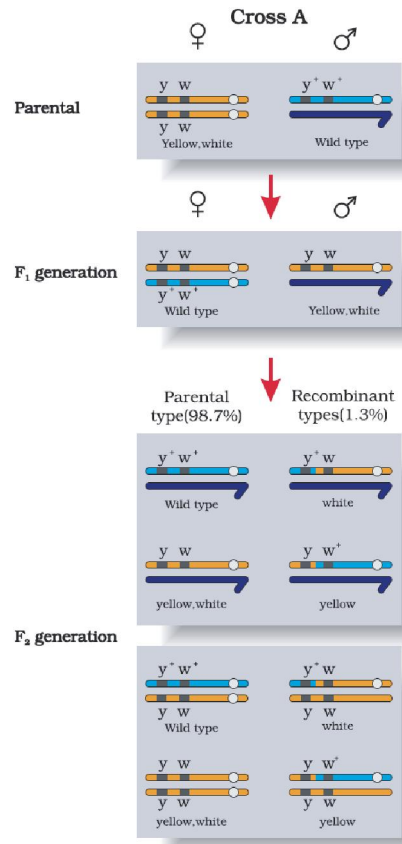 Cross A
♀ ♂
Parental
y w y⁺ w⁺
y w
Yellow,white Wild type
♀ ♂
F₁ generation
y w y w
y⁺ w⁺
Wild type Yellow,white
Parental Recombinant
type(98.7%) types(1.3%)
y⁺ w⁺ y⁺ w
Wild type white
y w y w⁺
yellow,white yellow
F₂ generation
y⁺ w⁺ y⁺ w
y w y w
Wild type white
y w y w⁺
y w y w
yellow,white yellow